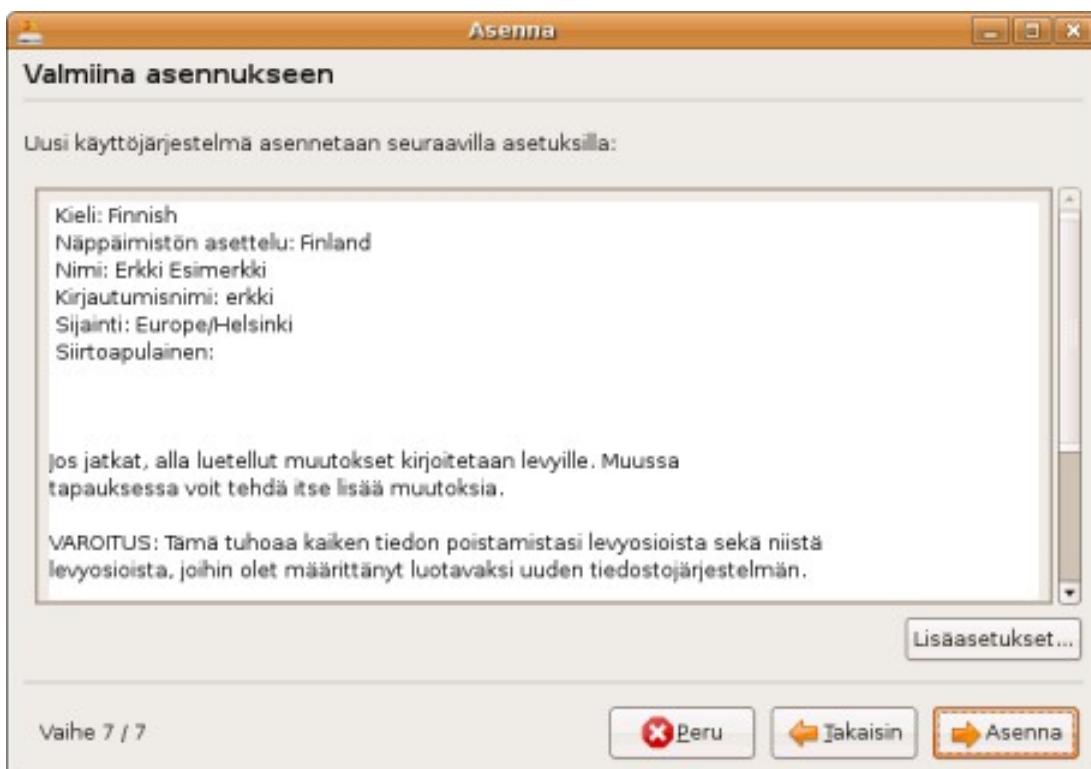 Asenna
Valmiina asennukseen
Uusi käyttöjärjestelmä asennetaan seuraavilla asetuksilla:
Kieli: Finnish
Näppäimistön asettelu: Finland
Nimi: Erkki Esimerkki
Kirjautumisnimi: erkki
Sijainti: Europe/Helsinki
Siirtoapulainen:
Jos jatkat, alla luetellut muutokset kirjoitetaan levyille. Muussa
tapauksessa voit tehdä itse lisää muutoksia.
VAROITUS: Tämä tuhoaa kaiken tiedon poistamistasi levyosioista sekä niistä
levyosioista, joihin olet määrittänyt luotavaksi uuden tiedostojärjestelmän.
Lisäasetukset...
Vaihe 7 / 7
Peru
Takaisin
Asenna